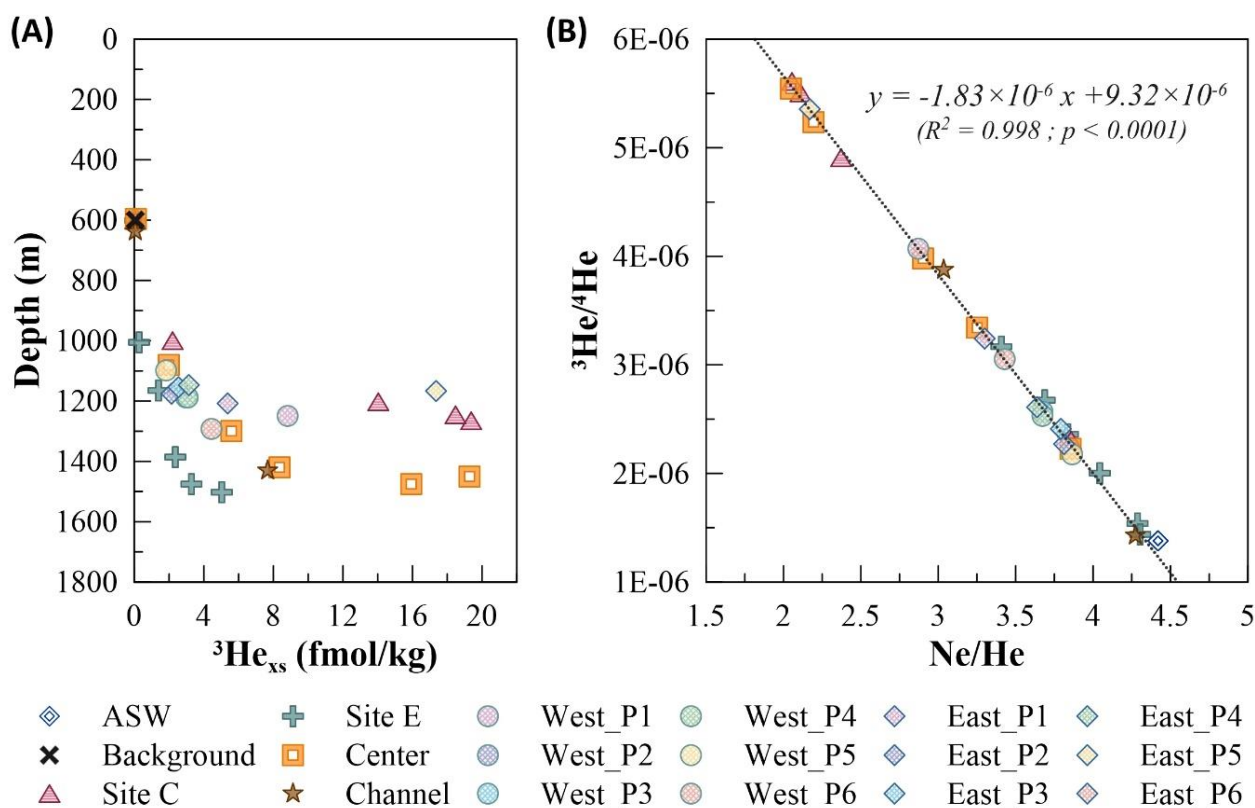 (A)
0
200
400
600
800
1000
1200
1400
1600
1800
Depth (m)
0 4 8 12 16 20
³Heₓₛ (fmol/kg)
(B)
6E-06
5E-06
4E-06
3E-06
2E-06
1E-06
³He/⁴He
y = -1.83×10⁻⁶ x +9.32×10⁻⁶
(R² = 0.998 ; p < 0.0001)
1.5 2 2.5 3 3.5 4 4.5 5
Ne/He
ASW Site E West_P1 West_P4 East_P1 East_P4
Background Center West_P2 West_P5 East_P2 East_P5
Site C Channel West_P3 West_P6 East_P3 East_P6